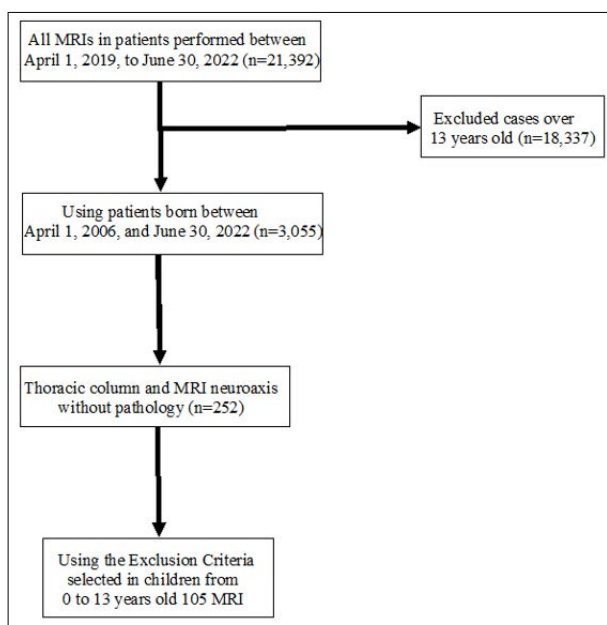 All MRIs in patients performed between
April 1, 2019, to June 30, 2022 (n=21,392)
Excluded cases over
13 years old (n=18,337)
Using patients born between
April 1, 2006, and June 30, 2022 (n=3,055)
Thoracic column and MRI neuroaxis
without pathology (n=252)
Using the Exclusion Criteria
selected in children from
0 to 13 years old 105 MRI